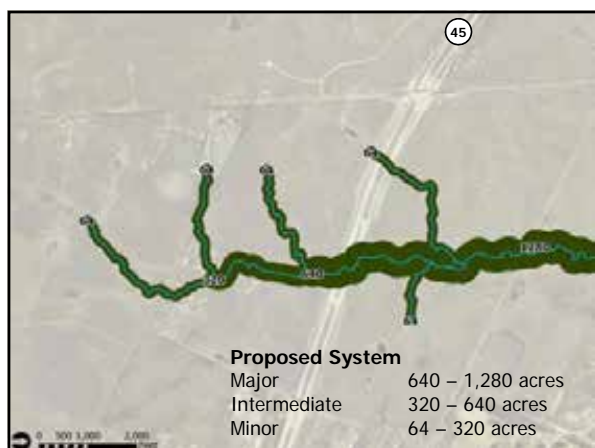 45
1280
640
320
Proposed System
Major 640 – 1,280 acres
Intermediate 320 – 640 acres
Minor 64 – 320 acres
0 500 1,000 2,000